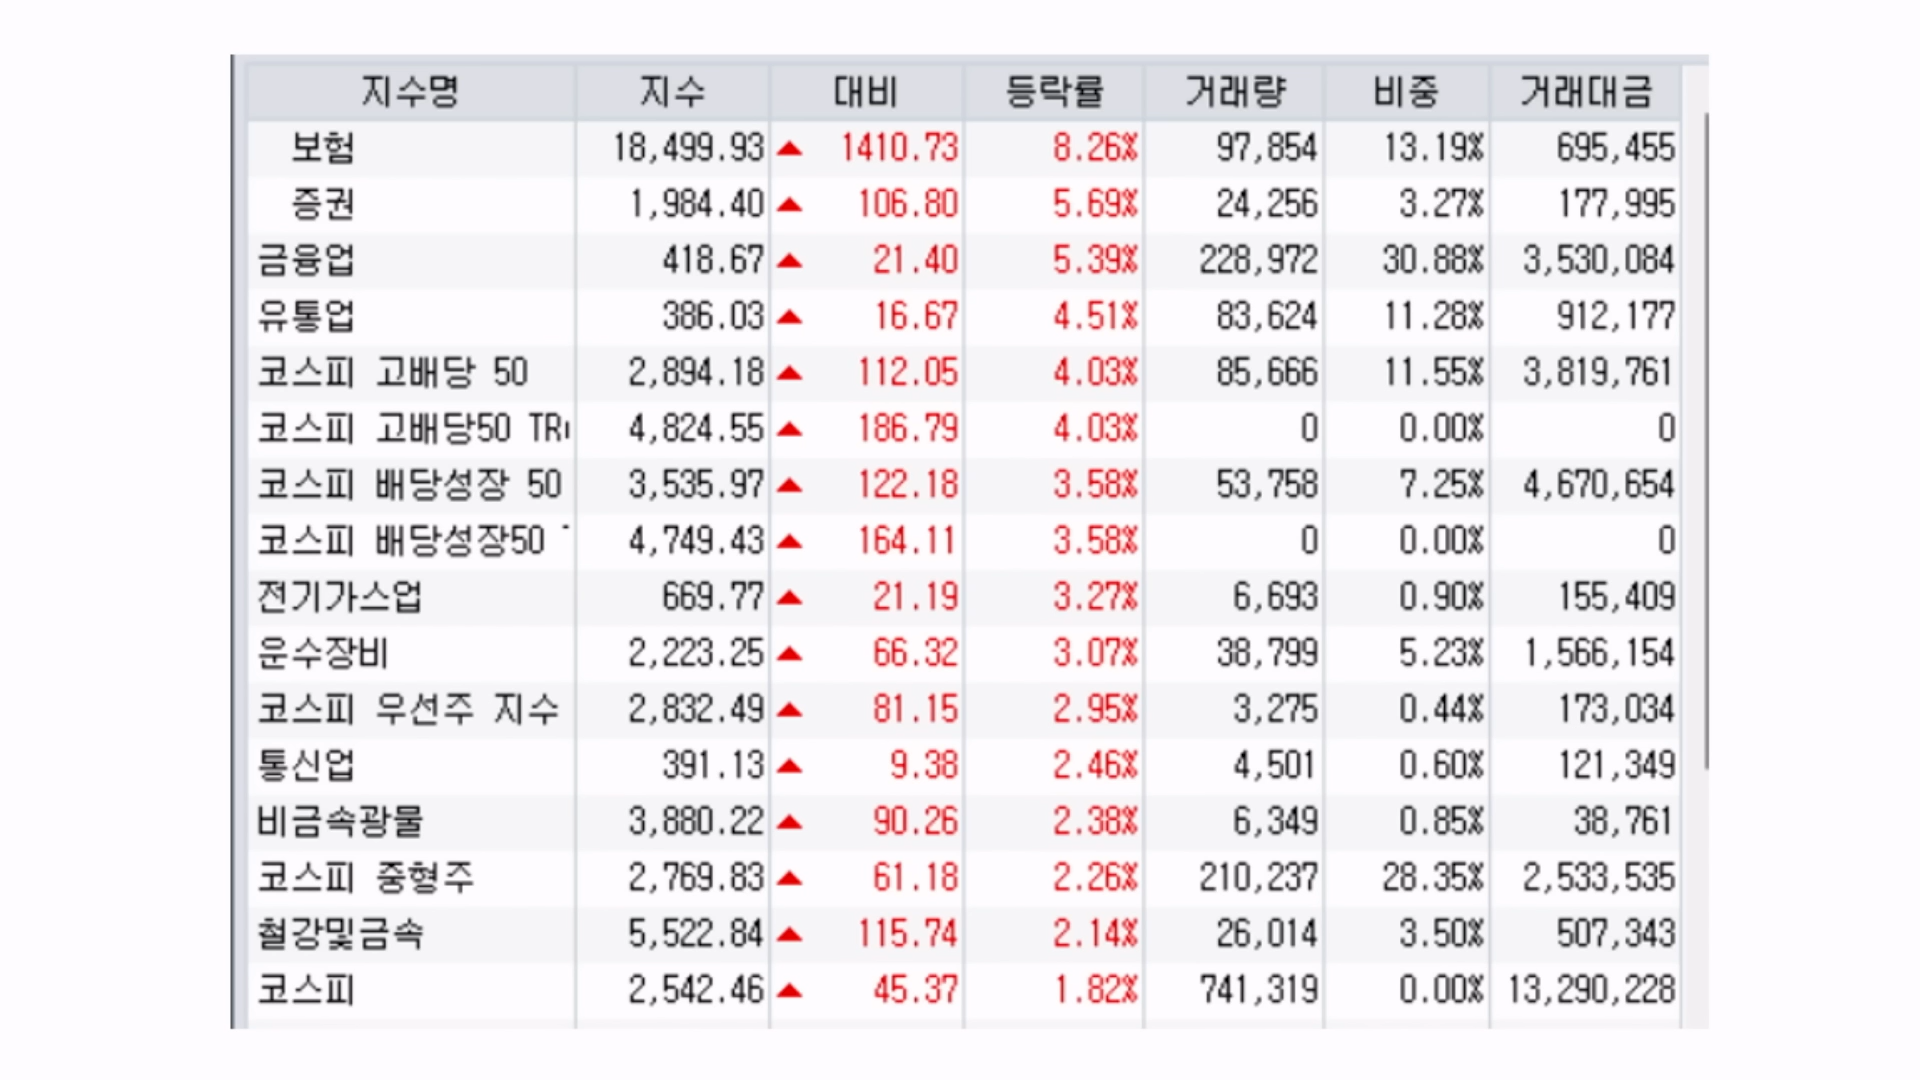 지수명 지수 대비 등락률 거래량 비중 거래대금
보험 18,499.93 ▲ 1410.73 8.26% 97,854 13.19% 695,455
증권 1,984.40 ▲ 106.80 5.69% 24,256 3.27% 177,995
금융업 418.67 ▲ 21.40 5.39% 228,972 30.88% 3,530,084
유통업 386.03 ▲ 16.67 4.51% 83,624 11.28% 912,177
코스피 고배당 50 2,894.18 ▲ 112.05 4.03% 85,666 11.55% 3,819,761
코스피 고배당50 TR 4,824.55 ▲ 186.79 4.03% 0 0.00% 0
코스피 배당성장 50 3,535.97 ▲ 122.18 3.58% 53,758 7.25% 4,670,654
코스피 배당성장50 4,749.43 ▲ 164.11 3.58% 0 0.00% 0
전기가스업 669.77 ▲ 21.19 3.27% 6,693 0.90% 155,409
운수장비 2,223.25 ▲ 66.32 3.07% 38,799 5.23% 1,566,154
코스피 우선주 지수 2,832.49 ▲ 81.15 2.95% 3,275 0.44% 173,034
통신업 391.13 ▲ 9.38 2.46% 4,501 0.60% 121,349
비금속광물 3,880.22 ▲ 90.26 2.38% 6,349 0.85% 38,761
코스피 중형주 2,769.83 ▲ 61.18 2.26% 210,237 28.35% 2,533,535
철강및금속 5,522.84 ▲ 115.74 2.14% 26,014 3.50% 507,343
코스피 2,542.46 ▲ 45.37 1.82% 741,319 0.00% 13,290,228